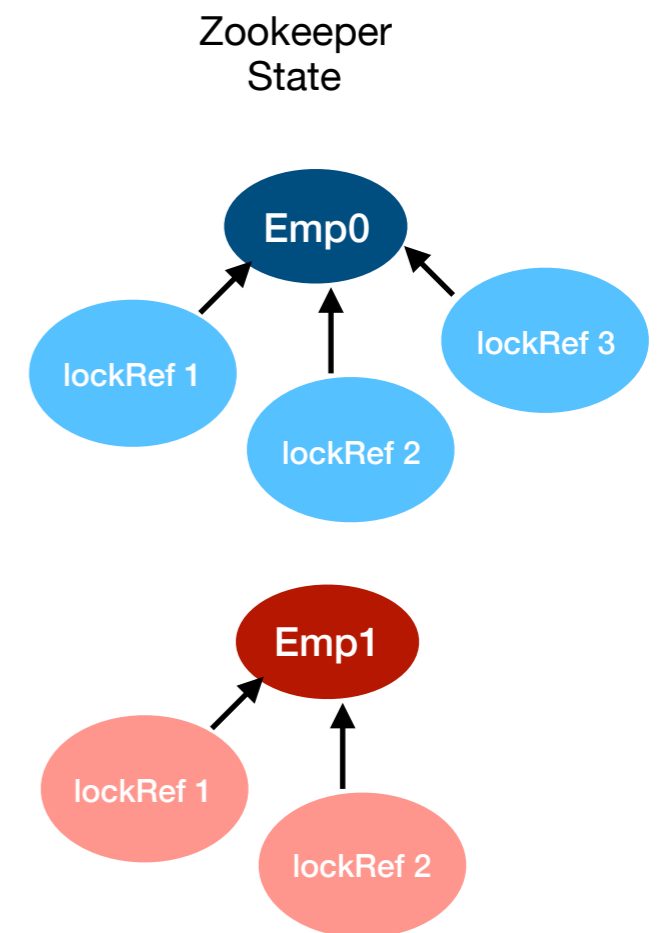 Zookeeper
State
Emp0
lockRef 1
lockRef 3
lockRef 2
Emp1
lockRef 1
lockRef 2